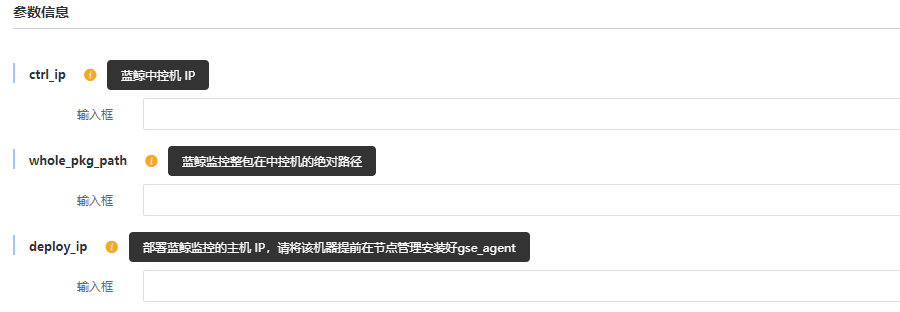 参数信息
ctrl_ip 蓝鲸中控机 IP
输入框
whole_pkg_path 蓝鲸监控整包在中控机的绝对路径
输入框
deploy_ip 部署蓝鲸监控的主机 IP，请将该机器提前在节点管理安装好gse_agent
输入框